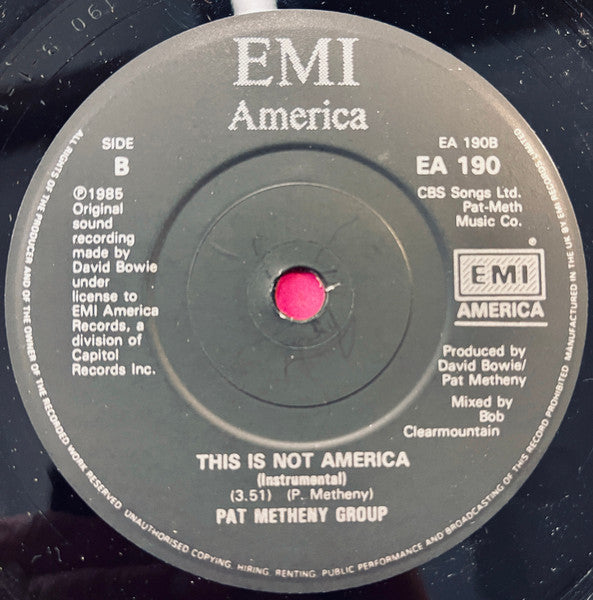 EMI
America
SIDE
B
℗1985
Original
sound
recording
made by
David Bowie
under
license to
EMI America
Records, a
division of
Capitol
Records Inc.
EA 190B
EA 190
CBS Songs Ltd.
Pat-Meth
Music Co.
EMI
®
AMERICA
Produced by
David Bowie/
Pat Metheny
Mixed by
Bob
Clearmountain
THIS IS NOT AMERICA
(Instrumental)
(3.51) (P. Metheny)
PAT METHENY GROUP
ALL RIGHTS OF THE PRODUCER AND OF THE OWNER OF THE RECORDED WORK RESERVED. UNAUTHORISED COPYING, HIRING, RENTING, PUBLIC PERFORMANCE AND BROADCASTING OF THIS RECORD PROHIBITED. MANUFACTURED IN THE UK BY EMI RECORDS LIMITED